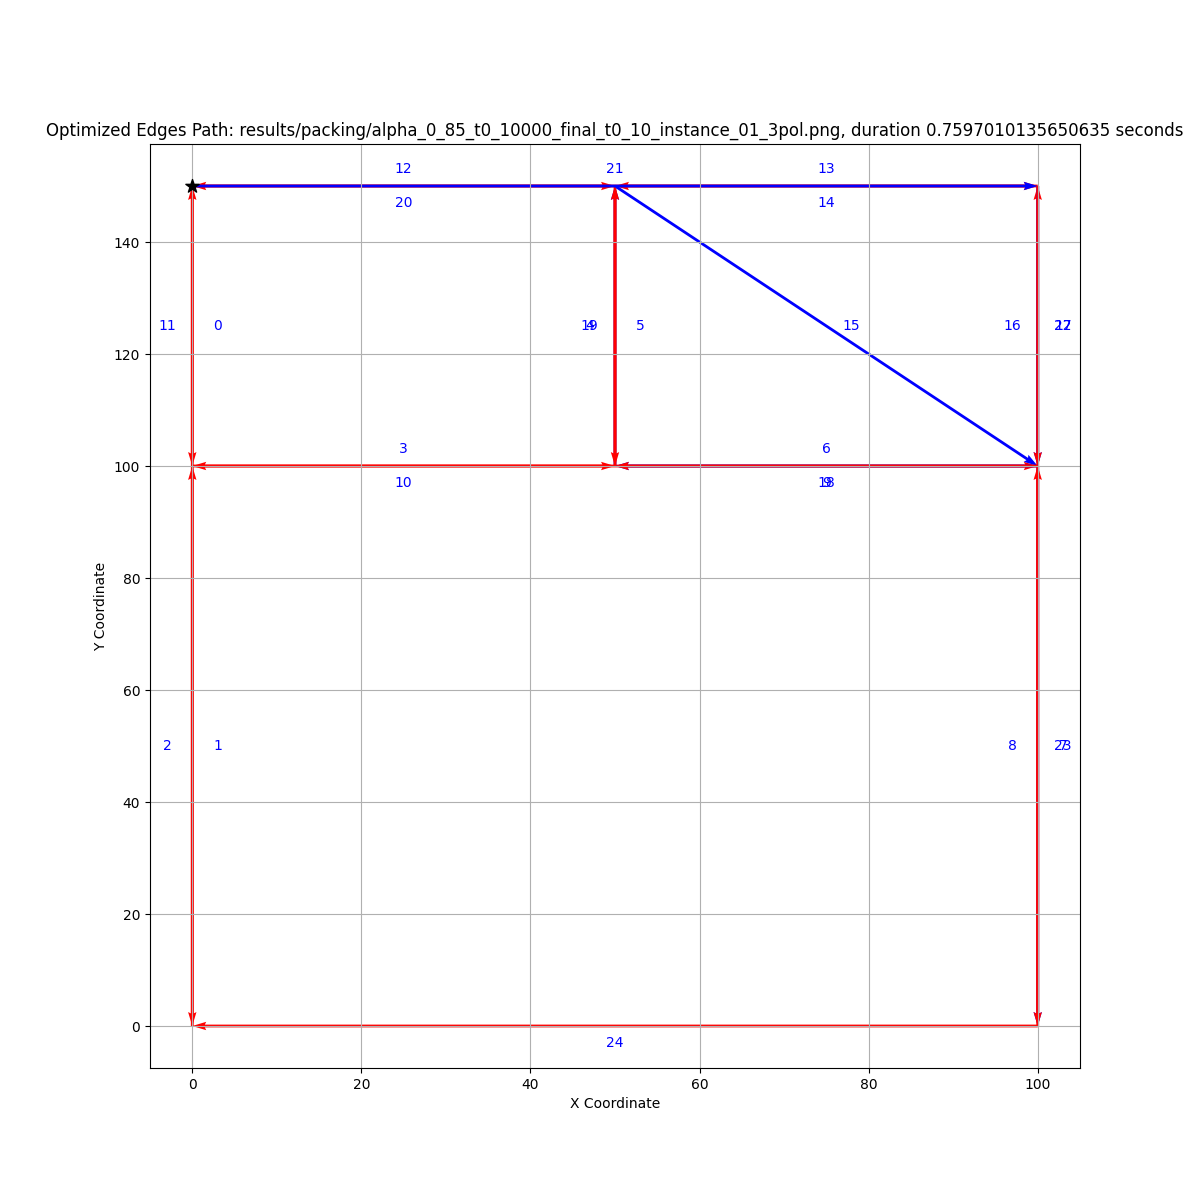 Optimized Edges Path: results/packing/alpha_0_85_t0_10000_final_t0_10_instance_01_3pol.png, duration 0.7597010135650635 seconds
12 21 13
20 14
140
11 0 5 15 16
120
3 6
100
10
80
Y Coordinate
60
2 1 8
40
20
0
24
0 20 40 60 80 100
X Coordinate